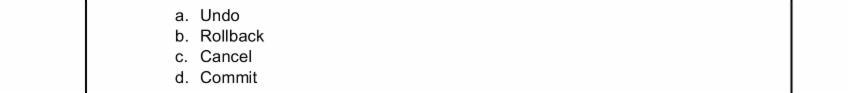 a. Undo
b. Rollback
c. Cancel
d. Commit